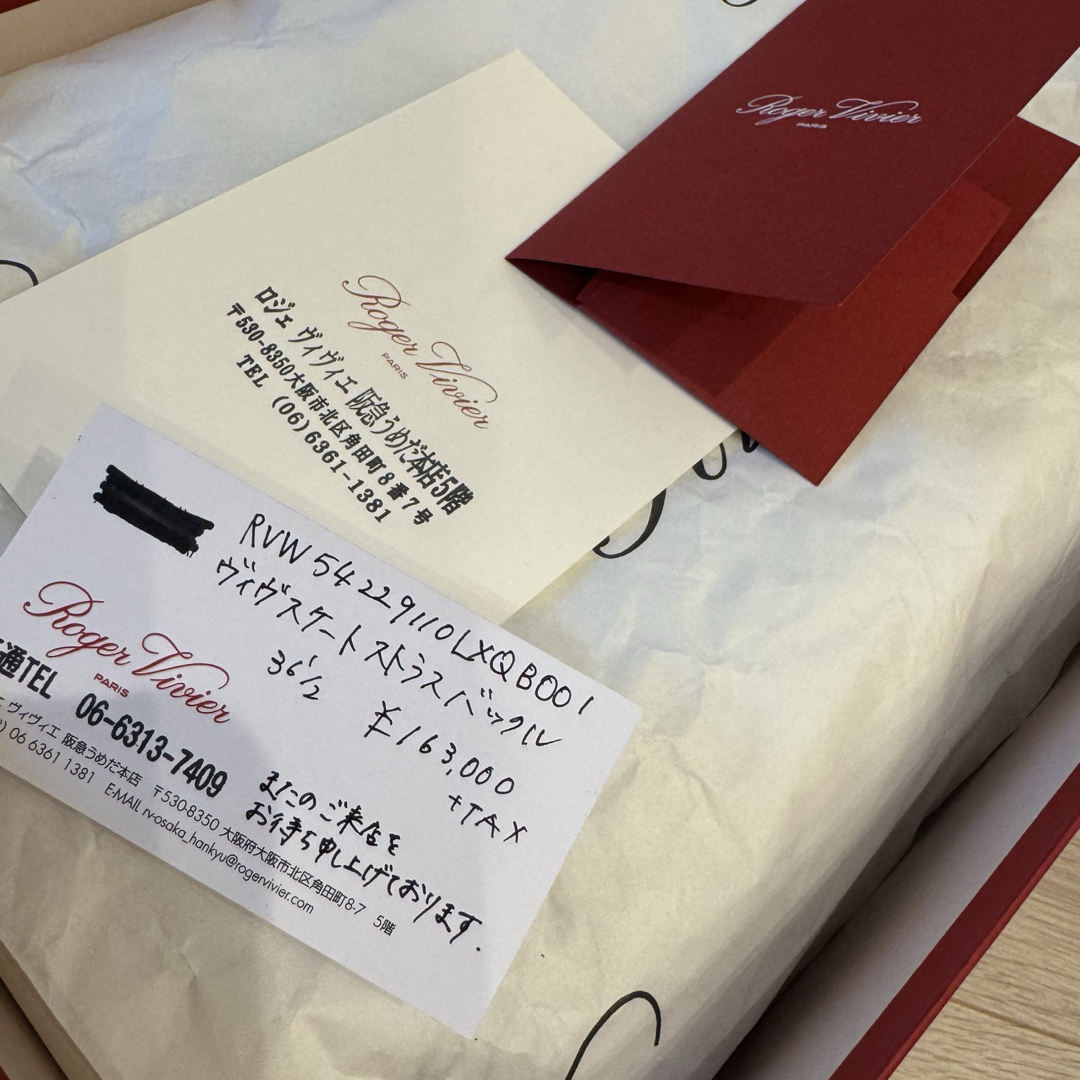 Roger Vivier
PARIS
Roger Vivier
PARIS
ロジェ ヴィヴィエ 阪急うめだ本店5階
〒530-8350大阪市北区角田町8番7号
TEL (06)6361-1381
RVW54229110LXQB001
ヴィヴスケート ストラスバックル
36 1/2
¥163,000
+TAX
Roger Vivier
PARIS
通TEL 06-6313-7409
ヴィヴィエ 阪急うめだ本店 〒530-8350 大阪府大阪市北区角田町8-7 5階
06 6361 1381 E-MAIL rv-osaka_hankyu@rogervivier.com
またのご来店を
お待ち申し上げております.